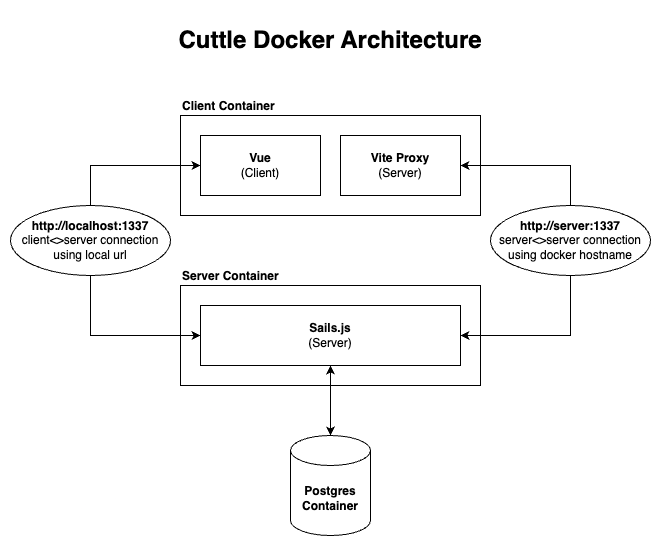 Cuttle Docker Architecture
Client Container
Vue
(Client)
Vite Proxy
(Server)
http://localhost:1337
client<>server connection
using local url
http://server:1337
server<>server connection
using docker hostname
Server Container
Sails.js
(Server)
Postgres
Container